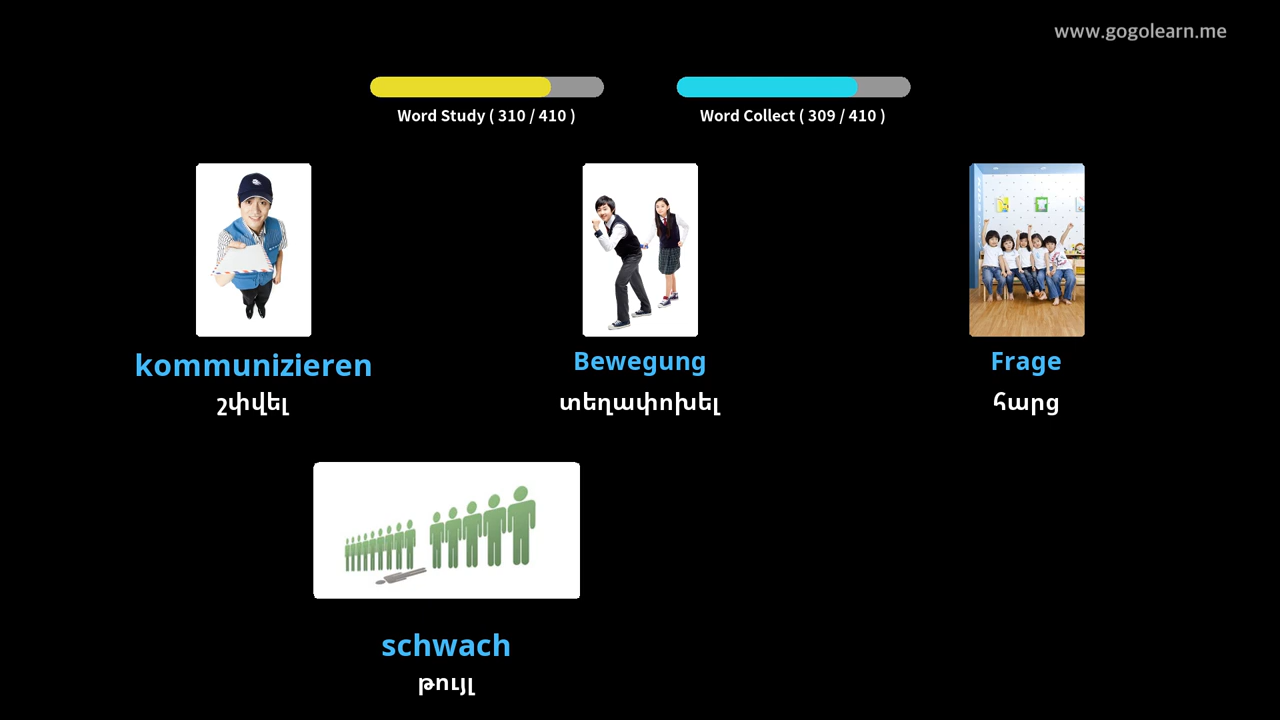 www.gogolearn.me
Word Study ( 310 / 410 )
Word Collect ( 309 / 410 )
kommunizieren
շփվել
Bewegung
տեղափոխել
Frage
հարց
schwach
թույլ